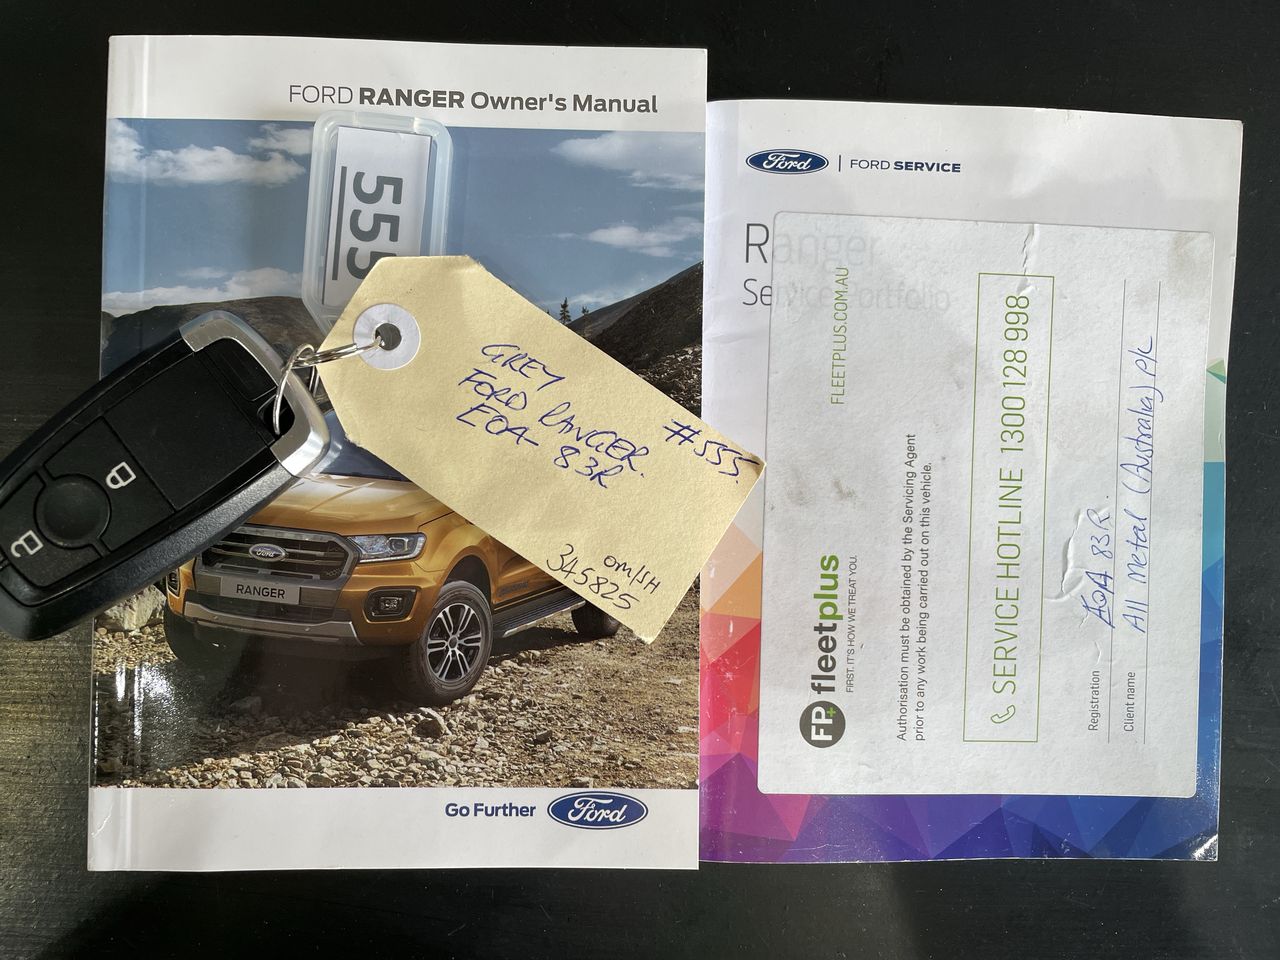 FORD RANGER Owner's Manual
555
GREY
FORD RANGER.
EOA- 83R
#555.
om/SH
345825
Ford
RANGER
Go Further Ford
Ford | FORD SERVICE
Ranger
Service Portfolio
FP+ fleetplus
FIRST. IT'S HOW WE TREAT YOU.
FLEETPLUS.COM.AU
Authorisation must be obtained by the Servicing Agent
prior to any work being carried out on this vehicle.
SERVICE HOTLINE 1300 128 998
Registration EOA 83R.
Client name All Metal (Australia) P/L